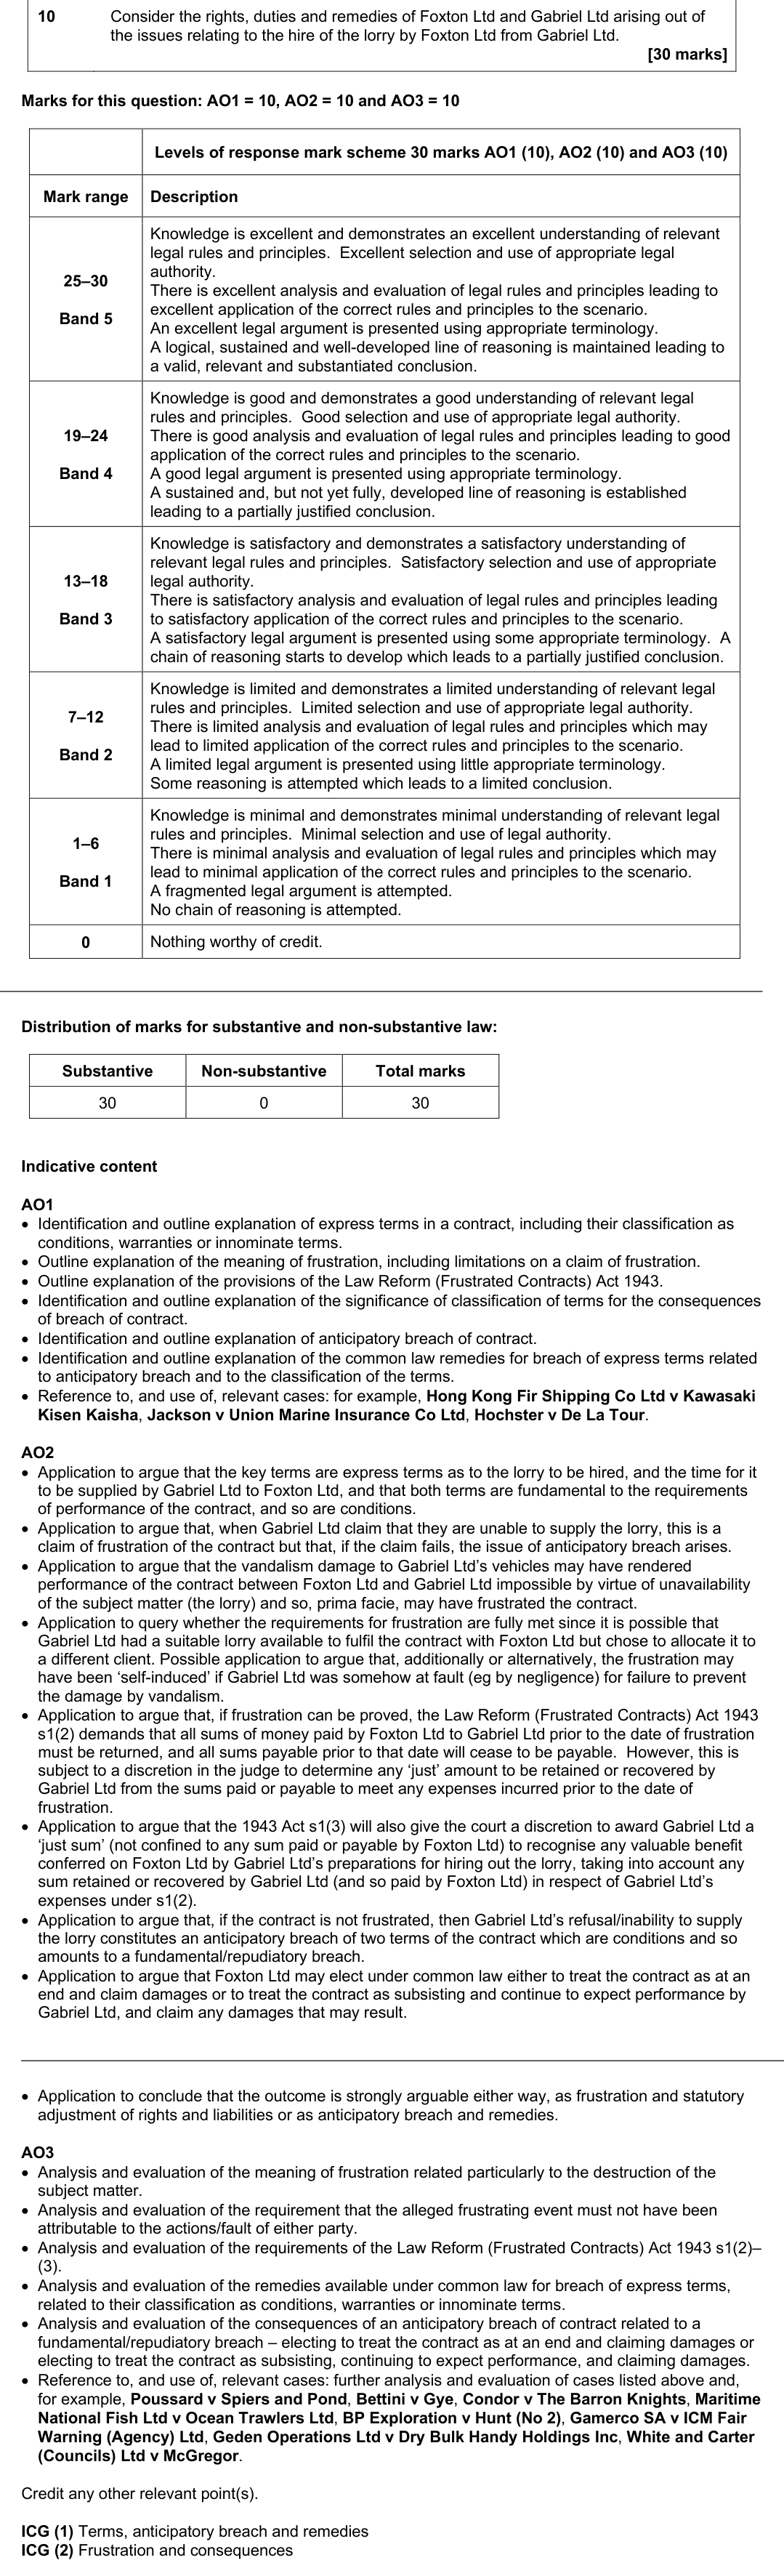 10 Consider the rights, duties and remedies of Foxton Ltd and Gabriel Ltd arising out of
the issues relating to the hire of the lorry by Foxton Ltd from Gabriel Ltd.
[30 marks]
Marks for this question: AO1 = 10, AO2 = 10 and AO3 = 10
Levels of response mark scheme 30 marks AO1 (10), AO2 (10) and AO3 (10)
Mark range Description
25–30
Band 5
Knowledge is excellent and demonstrates an excellent understanding of relevant
legal rules and principles. Excellent selection and use of appropriate legal
authority.
There is excellent analysis and evaluation of legal rules and principles leading to
excellent application of the correct rules and principles to the scenario.
An excellent legal argument is presented using appropriate terminology.
A logical, sustained and well-developed line of reasoning is maintained leading to
a valid, relevant and substantiated conclusion.
19–24
Band 4
Knowledge is good and demonstrates a good understanding of relevant legal
rules and principles. Good selection and use of appropriate legal authority.
There is good analysis and evaluation of legal rules and principles leading to good
application of the correct rules and principles to the scenario.
A good legal argument is presented using appropriate terminology.
A sustained and, but not yet fully, developed line of reasoning is established
leading to a partially justified conclusion.
13–18
Band 3
Knowledge is satisfactory and demonstrates a satisfactory understanding of
relevant legal rules and principles. Satisfactory selection and use of appropriate
legal authority.
There is satisfactory analysis and evaluation of legal rules and principles leading
to satisfactory application of the correct rules and principles to the scenario.
A satisfactory legal argument is presented using some appropriate terminology. A
chain of reasoning starts to develop which leads to a partially justified conclusion.
7–12
Band 2
Knowledge is limited and demonstrates a limited understanding of relevant legal
rules and principles. Limited selection and use of appropriate legal authority.
There is limited analysis and evaluation of legal rules and principles which may
lead to limited application of the correct rules and principles to the scenario.
A limited legal argument is presented using little appropriate terminology.
Some reasoning is attempted which leads to a limited conclusion.
1–6
Band 1
Knowledge is minimal and demonstrates minimal understanding of relevant legal
rules and principles. Minimal selection and use of legal authority.
There is minimal analysis and evaluation of legal rules and principles which may
lead to minimal application of the correct rules and principles to the scenario.
A fragmented legal argument is attempted.
No chain of reasoning is attempted.
0 Nothing worthy of credit.
Distribution of marks for substantive and non-substantive law:
Substantive Non-substantive Total marks
30 0 30
Indicative content
AO1
• Identification and outline explanation of express terms in a contract, including their classification as
conditions, warranties or innominate terms.
• Outline explanation of the meaning of frustration, including limitations on a claim of frustration.
• Outline explanation of the provisions of the Law Reform (Frustrated Contracts) Act 1943.
• Identification and outline explanation of the significance of classification of terms for the consequences
of breach of contract.
• Identification and outline explanation of anticipatory breach of contract.
• Identification and outline explanation of the common law remedies for breach of express terms related
to anticipatory breach and to the classification of the terms.
• Reference to, and use of, relevant cases: for example, Hong Kong Fir Shipping Co Ltd v Kawasaki
Kisen Kaisha, Jackson v Union Marine Insurance Co Ltd, Hochster v De La Tour.
AO2
• Application to argue that the key terms are express terms as to the lorry to be hired, and the time for it
to be supplied by Gabriel Ltd to Foxton Ltd, and that both terms are fundamental to the requirements
of performance of the contract, and so are conditions.
• Application to argue that, when Gabriel Ltd claim that they are unable to supply the lorry, this is a
claim of frustration of the contract but that, if the claim fails, the issue of anticipatory breach arises.
• Application to argue that the vandalism damage to Gabriel Ltd's vehicles may have rendered
performance of the contract between Foxton Ltd and Gabriel Ltd impossible by virtue of unavailability
of the subject matter (the lorry) and so, prima facie, may have frustrated the contract.
• Application to query whether the requirements for frustration are fully met since it is possible that
Gabriel Ltd had a suitable lorry available to fulfil the contract with Foxton Ltd but chose to allocate it to
a different client. Possible application to argue that, additionally or alternatively, the frustration may
have been 'self-induced' if Gabriel Ltd was somehow at fault (eg by negligence) for failure to prevent
the damage by vandalism.
• Application to argue that, if frustration can be proved, the Law Reform (Frustrated Contracts) Act 1943
s1(2) demands that all sums of money paid by Foxton Ltd to Gabriel Ltd prior to the date of frustration
must be returned, and all sums payable prior to that date will cease to be payable. However, this is
subject to a discretion in the judge to determine any 'just' amount to be retained or recovered by
Gabriel Ltd from the sums paid or payable to meet any expenses incurred prior to the date of
frustration.
• Application to argue that the 1943 Act s1(3) will also give the court a discretion to award Gabriel Ltd a
'just sum' (not confined to any sum paid or payable by Foxton Ltd) to recognise any valuable benefit
conferred on Foxton Ltd by Gabriel Ltd's preparations for hiring out the lorry, taking into account any
sum retained or recovered by Gabriel Ltd (and so paid by Foxton Ltd) in respect of Gabriel Ltd's
expenses under s1(2).
• Application to argue that, if the contract is not frustrated, then Gabriel Ltd's refusal/inability to supply
the lorry constitutes an anticipatory breach of two terms of the contract which are conditions and so
amounts to a fundamental/repudiatory breach.
• Application to argue that Foxton Ltd may elect under common law either to treat the contract as at an
end and claim damages or to treat the contract as subsisting and continue to expect performance by
Gabriel Ltd, and claim any damages that may result.
• Application to conclude that the outcome is strongly arguable either way, as frustration and statutory
adjustment of rights and liabilities or as anticipatory breach and remedies.
AO3
• Analysis and evaluation of the meaning of frustration related particularly to the destruction of the
subject matter.
• Analysis and evaluation of the requirement that the alleged frustrating event must not have been
attributable to the actions/fault of either party.
• Analysis and evaluation of the requirements of the Law Reform (Frustrated Contracts) Act 1943 s1(2)–
(3).
• Analysis and evaluation of the remedies available under common law for breach of express terms,
related to their classification as conditions, warranties or innominate terms.
• Analysis and evaluation of the consequences of an anticipatory breach of contract related to a
fundamental/repudiatory breach – electing to treat the contract as at an end and claiming damages or
electing to treat the contract as subsisting, continuing to expect performance, and claiming damages.
• Reference to, and use of, relevant cases: further analysis and evaluation of cases listed above and,
for example, Poussard v Spiers and Pond, Bettini v Gye, Condor v The Barron Knights, Maritime
National Fish Ltd v Ocean Trawlers Ltd, BP Exploration v Hunt (No 2), Gamerco SA v ICM Fair
Warning (Agency) Ltd, Geden Operations Ltd v Dry Bulk Handy Holdings Inc, White and Carter
(Councils) Ltd v McGregor.
Credit any other relevant point(s).
ICG (1) Terms, anticipatory breach and remedies
ICG (2) Frustration and consequences